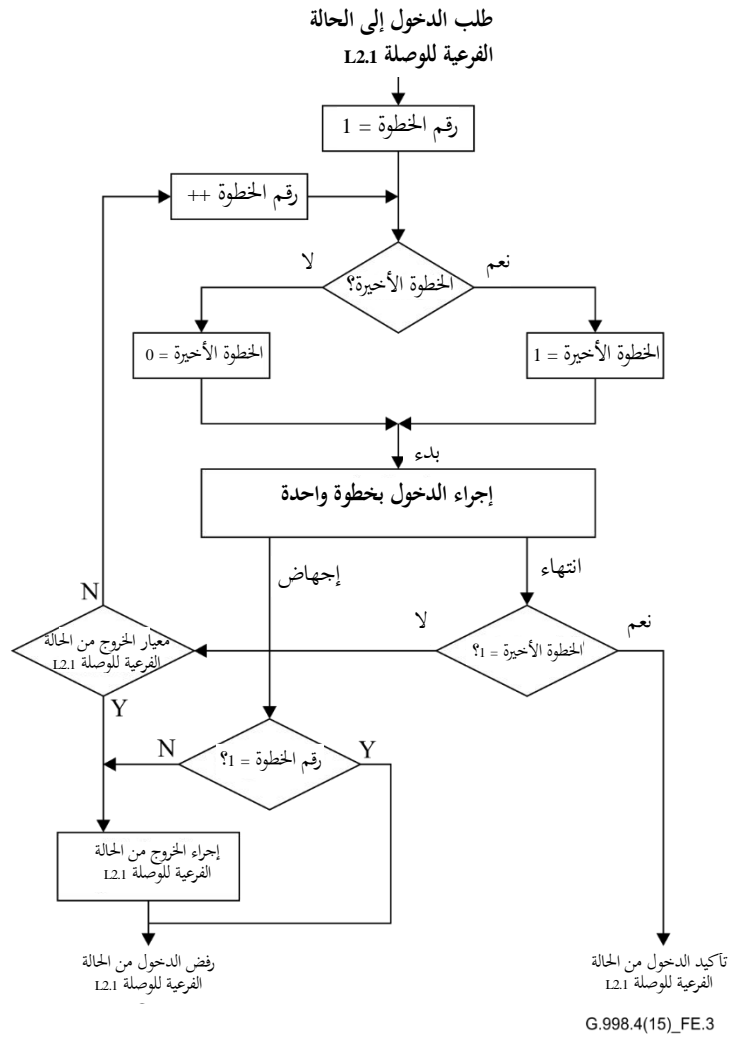 طلب الدخول إلى الحالة
الفرعية للوصلة L2.1
رقم الخطوة = 1
رقم الخطوة ++
لا
نعم
الخطوة الأخيرة؟
الخطوة الأخيرة = 0
الخطوة الأخيرة = 1
بدء
إجراء الدخول بخطوة واحدة
إجهاض
انتهاء
N
لا
نعم
معيار الخروج من الحالة
الفرعية للوصلة L2.1
الخطوة الأخيرة = 1؟
Y
N
Y
رقم الخطوة = 1؟
إجراء الخروج من الحالة
الفرعية للوصلة L2.1
رفض الدخول من الحالة
الفرعية للوصلة L2.1
تأكيد الدخول من الحالة
الفرعية للوصلة L2.1
G.998.4(15)_FE.3